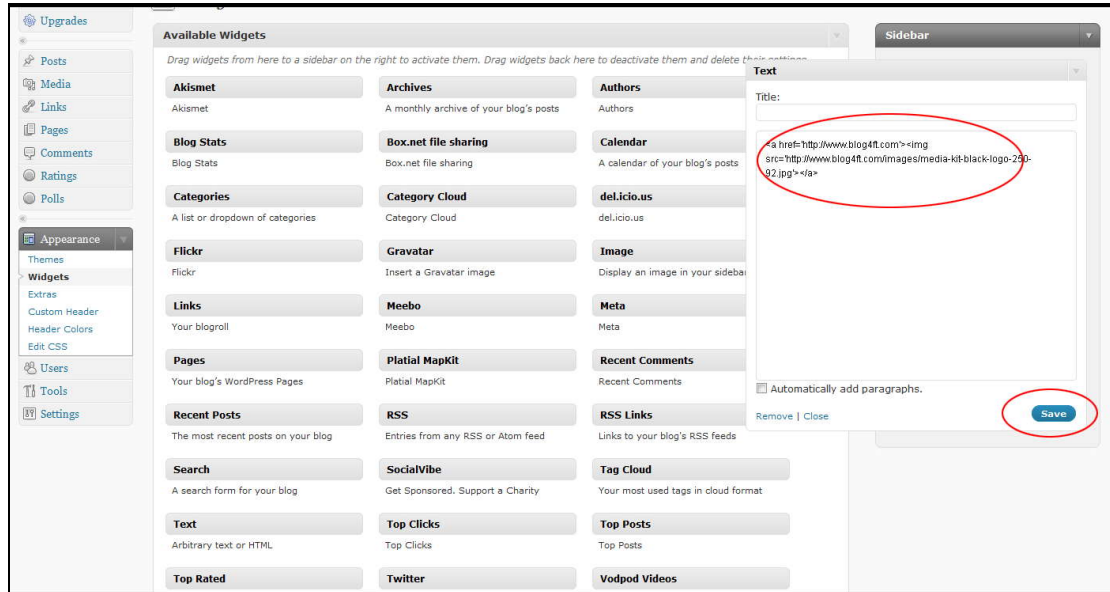 Upgrades
Posts
Media
Links
Pages
Comments
Ratings
Polls
Appearance
Themes
Widgets
Extras
Custom Header
Header Colors
Edit CSS
Users
Tools
Settings
Available Widgets
Drag widgets from here to a sidebar on the right to activate them. Drag widgets back here to deactivate them and delete their settings.
Akismet
Akismet
Archives
A monthly archive of your blog's posts
Authors
Authors
Blog Stats
Blog Stats
Box.net file sharing
Box.net file sharing
Calendar
A calendar of your blog's posts
Categories
A list or dropdown of categories
Category Cloud
Category Cloud
del.icio.us
del.icio.us
Flickr
Flickr
Gravatar
Insert a Gravatar image
Image
Display an image in your sidebar
Links
Your blogroll
Meebo
Meebo
Meta
Meta
Pages
Your blog's WordPress Pages
Platial MapKit
Platial MapKit
Recent Comments
Recent Comments
Recent Posts
The most recent posts on your blog
RSS
Entries from any RSS or Atom feed
RSS Links
Links to your blog's RSS feeds
Search
A search form for your blog
SocialVibe
Get Sponsored. Support a Charity
Tag Cloud
Your most used tags in cloud format
Text
Arbitrary text or HTML
Top Clicks
Top Clicks
Top Posts
Top Posts
Top Rated
Twitter
Vodpod Videos
Sidebar
Text
Title:
<a href='http://www.blog4ft.com'><img
src='http://www.blog4ft.com/images/media-kit-black-logo-250-
92.jpg'></a>
Automatically add paragraphs.
Remove | Close
Save